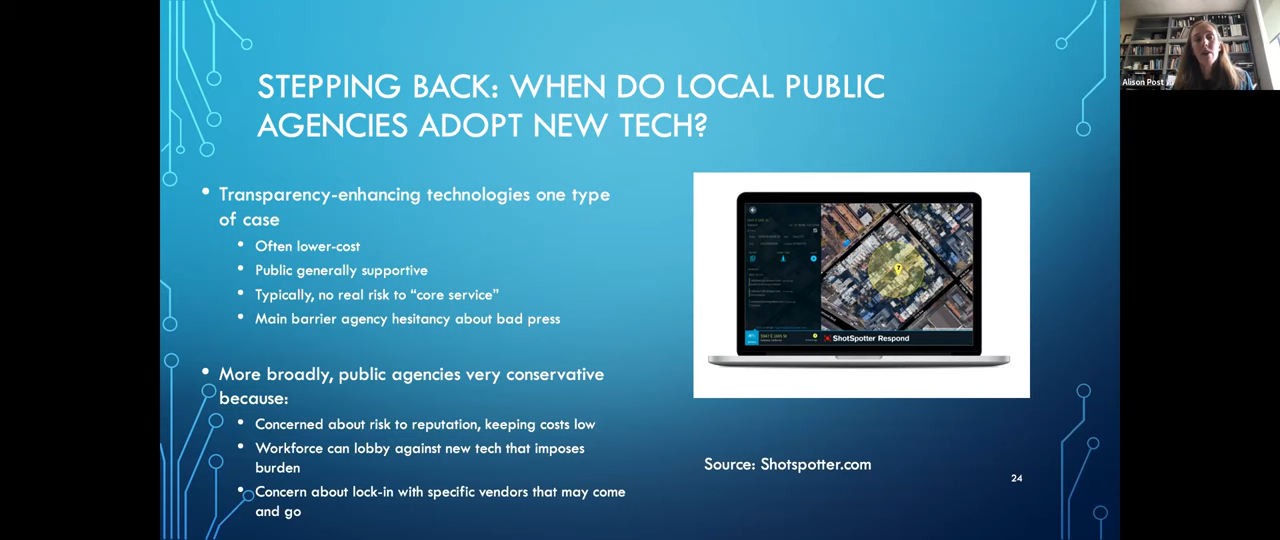 STEPPING BACK: WHEN DO LOCAL PUBLIC
AGENCIES ADOPT NEW TECH?
Transparency-enhancing technologies one type
of case
Often lower-cost
Public generally supportive
Typically, no real risk to “core service”
Main barrier agency hesitancy about bad press
More broadly, public agencies very conservative
because:
Concerned about risk to reputation, keeping costs low
Workforce can lobby against new tech that imposes
burden
Concern about lock-in with specific vendors that may come
and go
7
ShotSpotter Respond
Source: Shotspotter.com
24
Alison Post